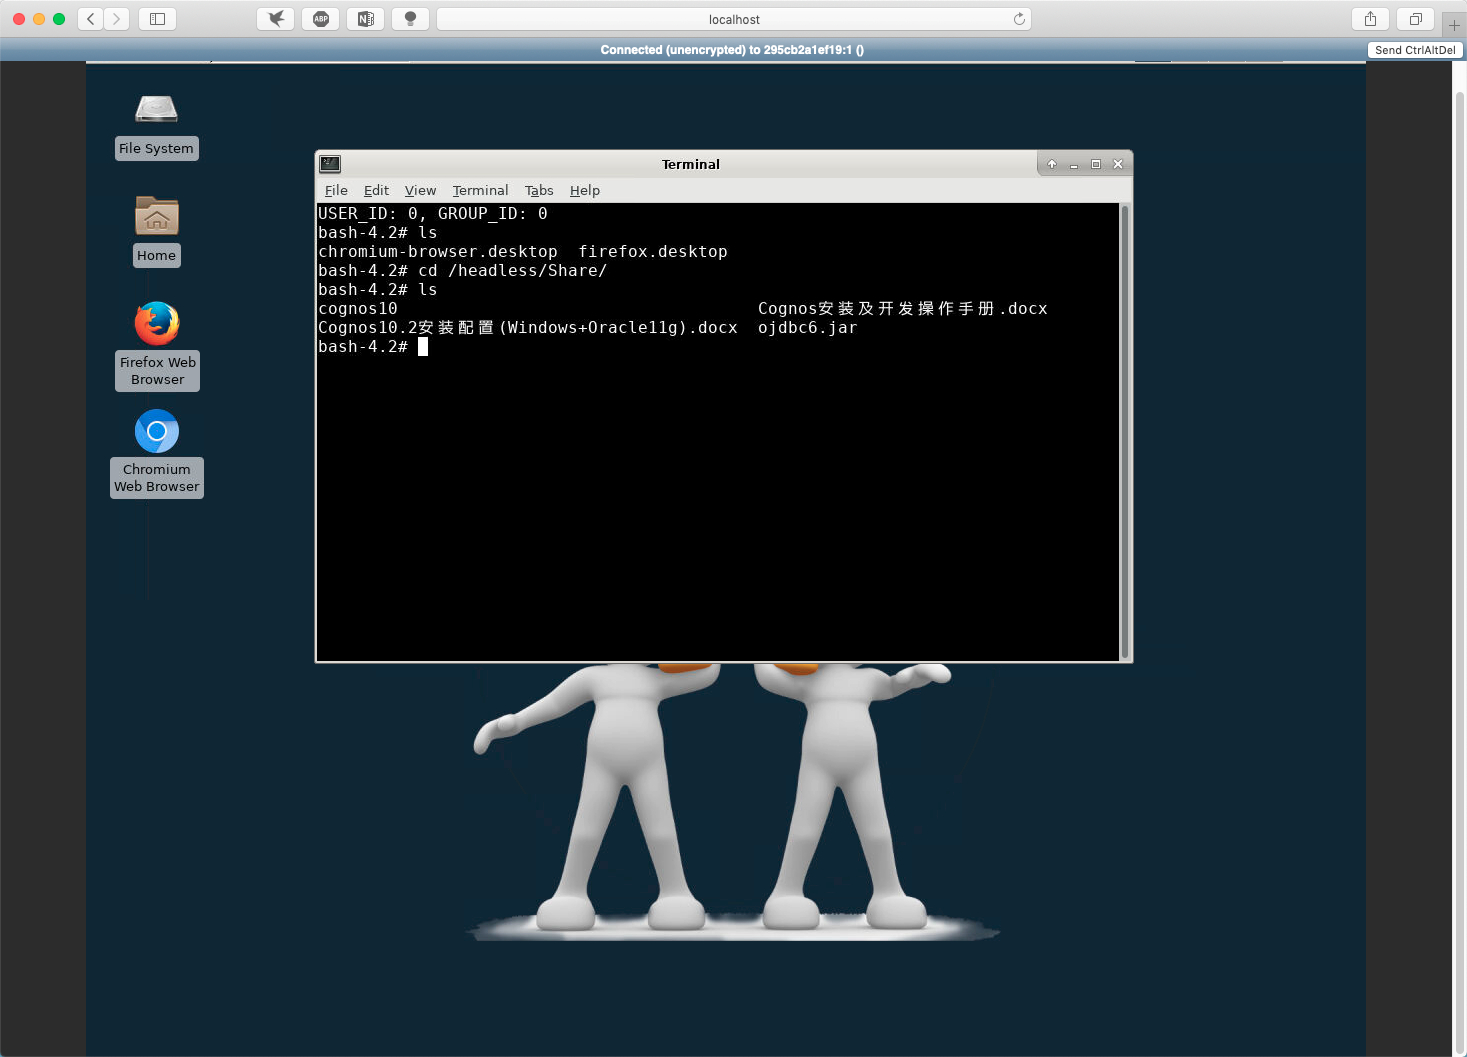 ABP
N
localhost
Connected (unencrypted) to 295cb2a1ef19:1 ()
Send CtrlAltDel
File System
Home
Firefox Web
Browser
Chromium
Web Browser
Terminal
File Edit View Terminal Tabs Help
USER_ID: 0, GROUP_ID: 0
bash-4.2# ls
chromium-browser.desktop  firefox.desktop
bash-4.2# cd /headless/Share/
bash-4.2# ls
cognos10  Cognos安装及开发操作手册.docx
Cognos10.2安装配置(Windows+Oracle11g).docx  ojdbc6.jar
bash-4.2#